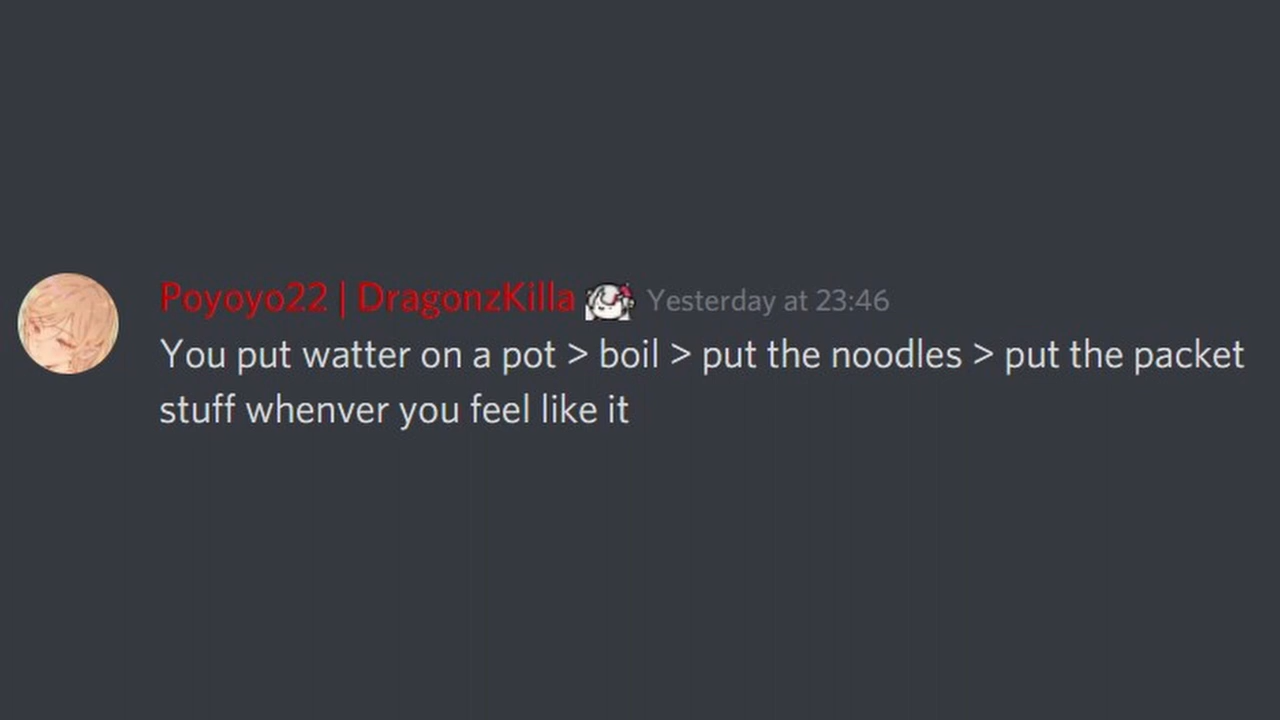 Poyoyo22 | DragonzKilla Yesterday at 23:46
You put watter on a pot > boil > put the noodles > put the packet
stuff whenver you feel like it